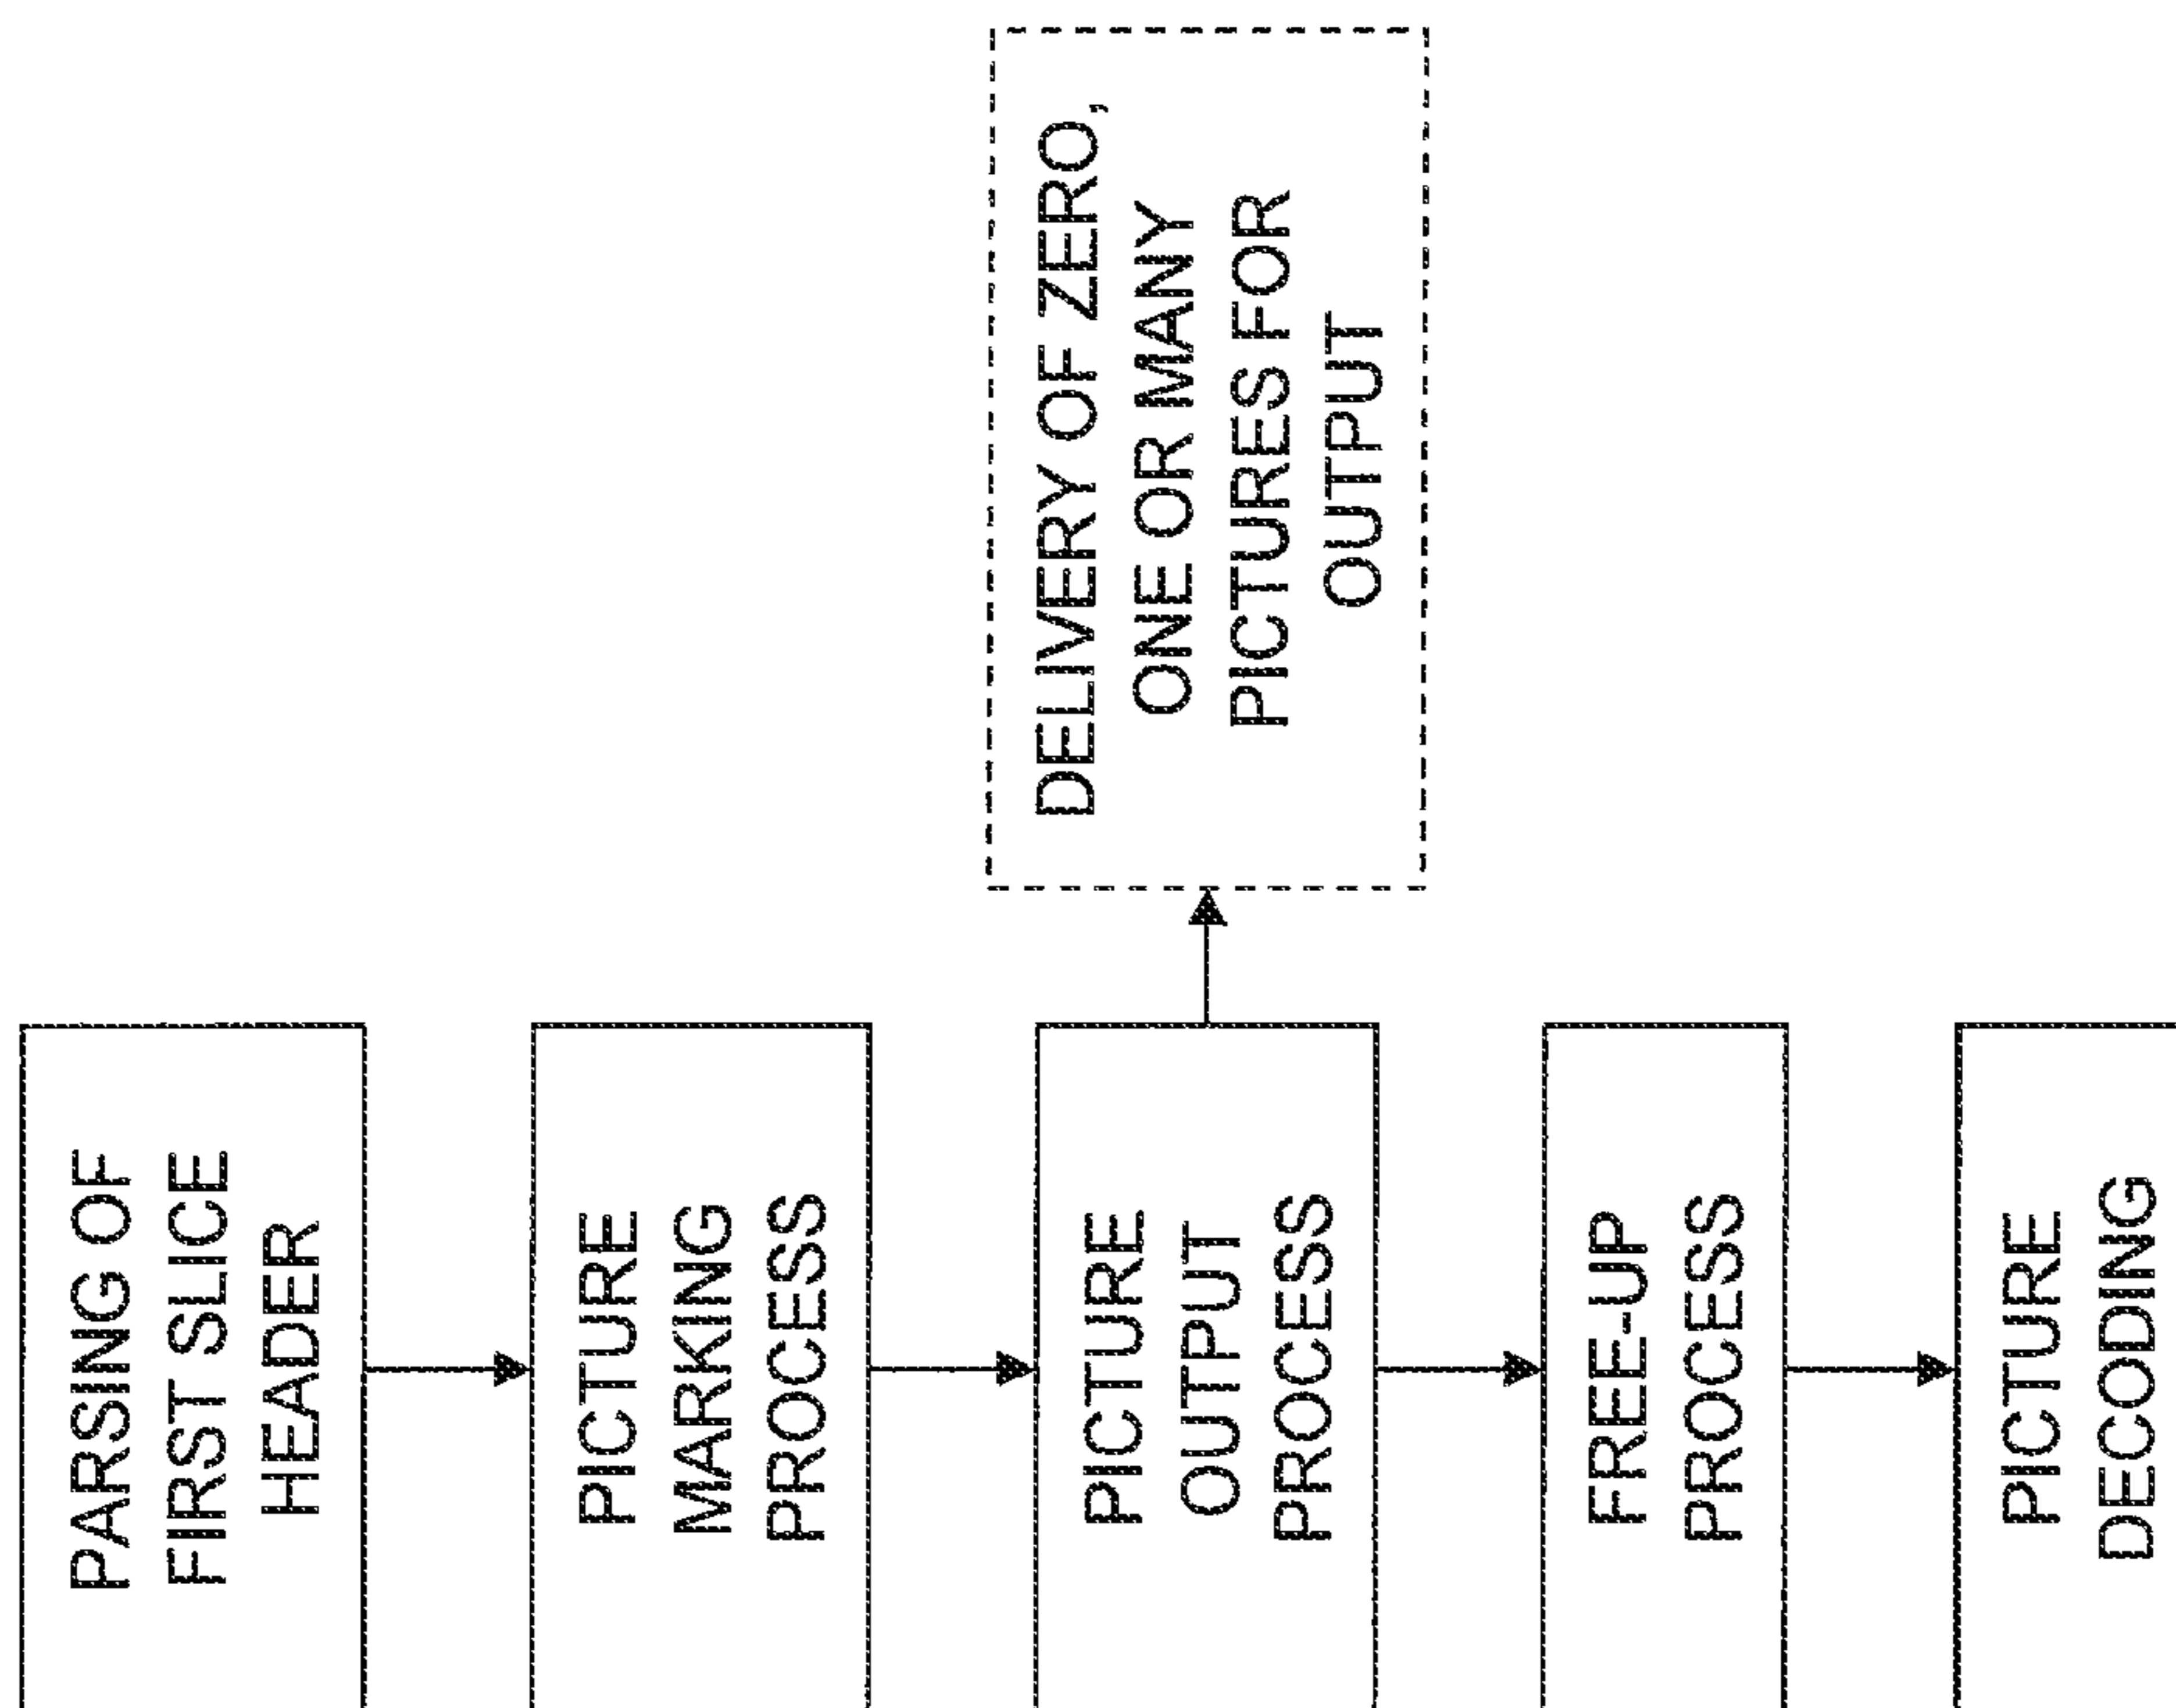 PARSING OF
FIRST SLICE
HEADER
PICTURE
MARKING
PROCESS
PICTURE
OUTPUT
PROCESS
DELIVERY OF ZERO,
ONE OR MANY
PICTURES FOR
OUTPUT
FREE-UP
PROCESS
PICTURE
DECODING